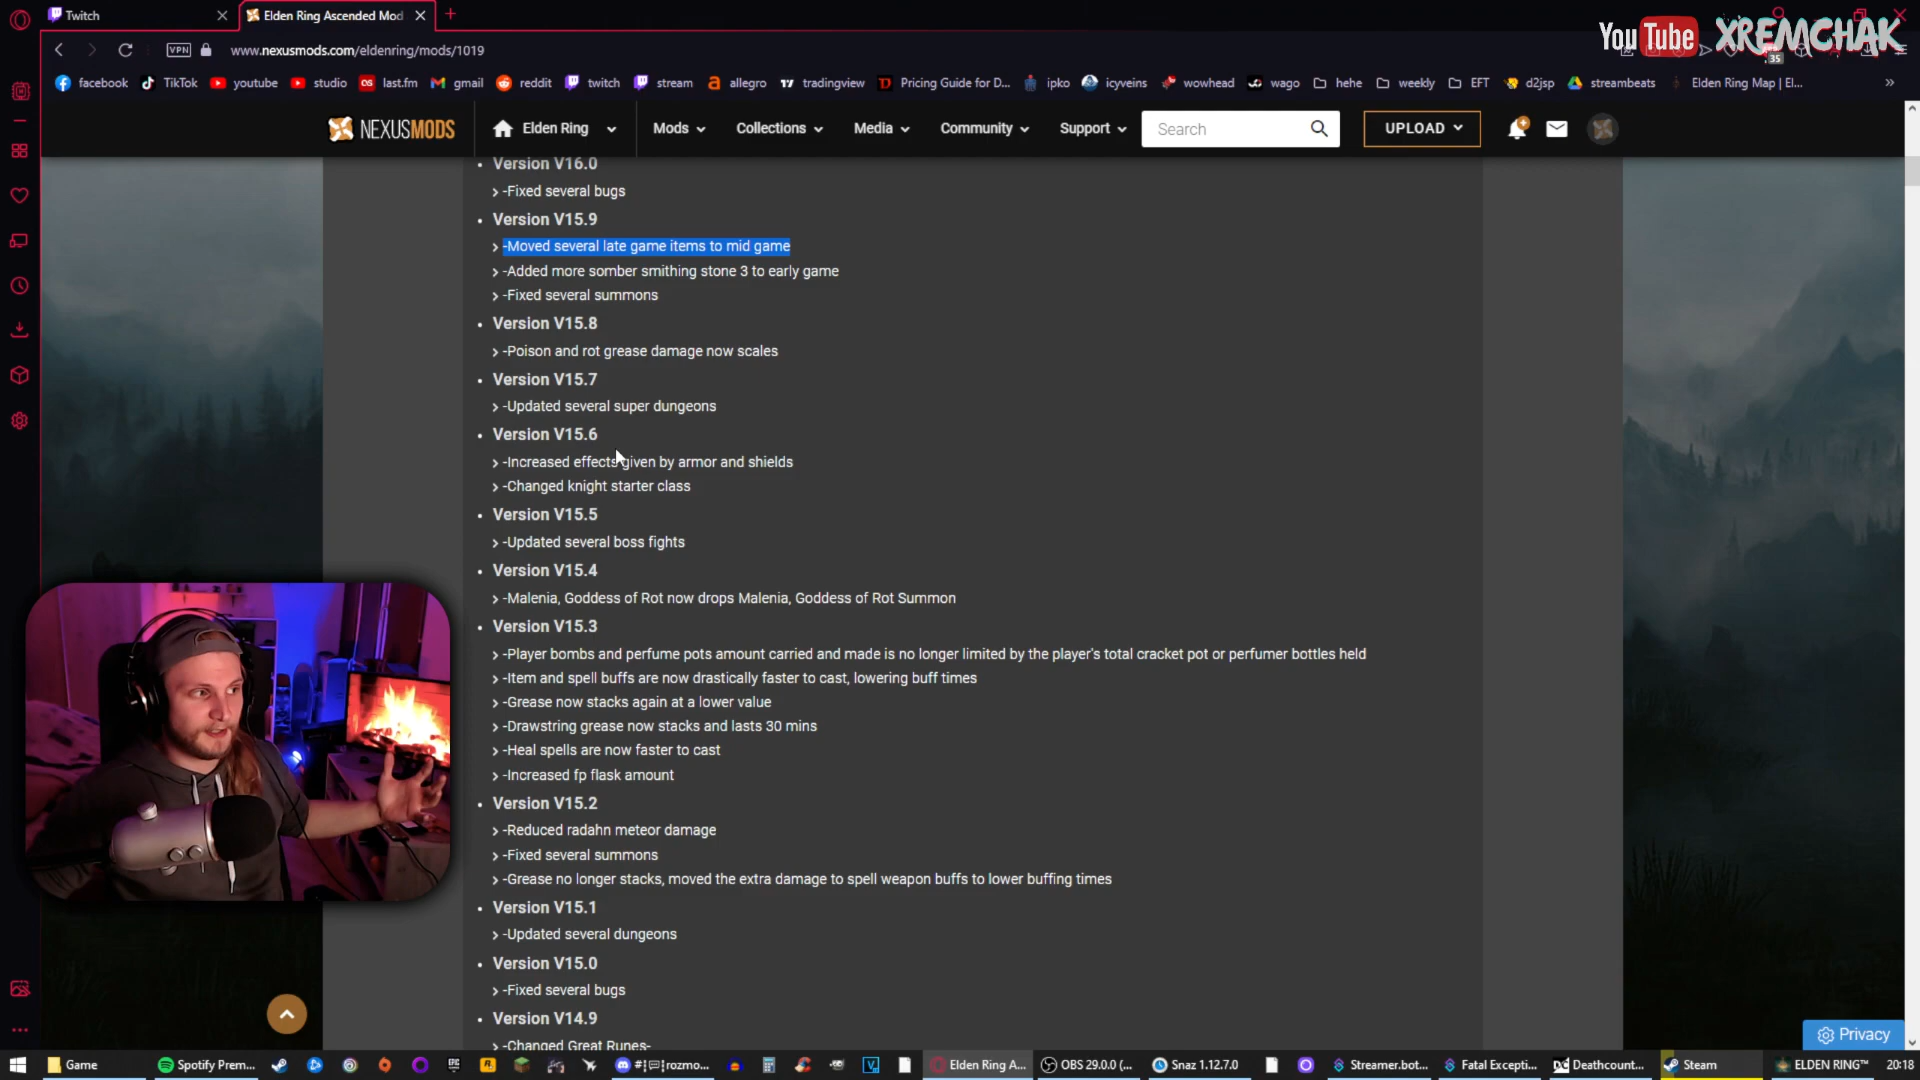 Twitch
Elden Ring Ascended Mod
YouTube XREMCHAK
VPN
www.nexusmods.com/eldenring/mods/1019
35
facebook
TikTok
youtube
studio
last.fm
gmail
reddit
twitch
stream
allegro
tradingview
Pricing Guide for D...
ipko
icyveins
wowhead
wago
hehe
weekly
EFT
d2jsp
streambeats
Elden Ring Map | El...
NEXUSMODS
Elden Ring
Mods
Collections
Media
Community
Support
Search
UPLOAD
Version V16.0
-Fixed several bugs
Version V15.9
-Moved several late game items to mid game
-Added more somber smithing stone 3 to early game
-Fixed several summons
Version V15.8
-Poison and rot grease damage now scales
Version V15.7
-Updated several super dungeons
Version V15.6
-Increased effects given by armor and shields
-Changed knight starter class
Version V15.5
-Updated several boss fights
Version V15.4
-Malenia, Goddess of Rot now drops Malenia, Goddess of Rot Summon
Version V15.3
-Player bombs and perfume pots amount carried and made is no longer limited by the player's total cracket pot or perfumer bottles held
-Item and spell buffs are now drastically faster to cast, lowering buff times
-Grease now stacks again at a lower value
-Drawstring grease now stacks and lasts 30 mins
-Heal spells are now faster to cast
-Increased fp flask amount
Version V15.2
-Reduced radahn meteor damage
-Fixed several summons
-Grease no longer stacks, moved the extra damage to spell weapon buffs to lower buffing times
Version V15.1
-Updated several dungeons
Version V15.0
-Fixed several bugs
Version V14.9
-Changed Great Runes-
Privacy
Game
Spotify Prem...
rozmo...
Elden Ring A...
OBS 29.0.0 (...
Snaz 1.12.7.0
Streamer.bot...
Fatal Excepti...
Deathcount...
Steam
ELDEN RING™
20:18